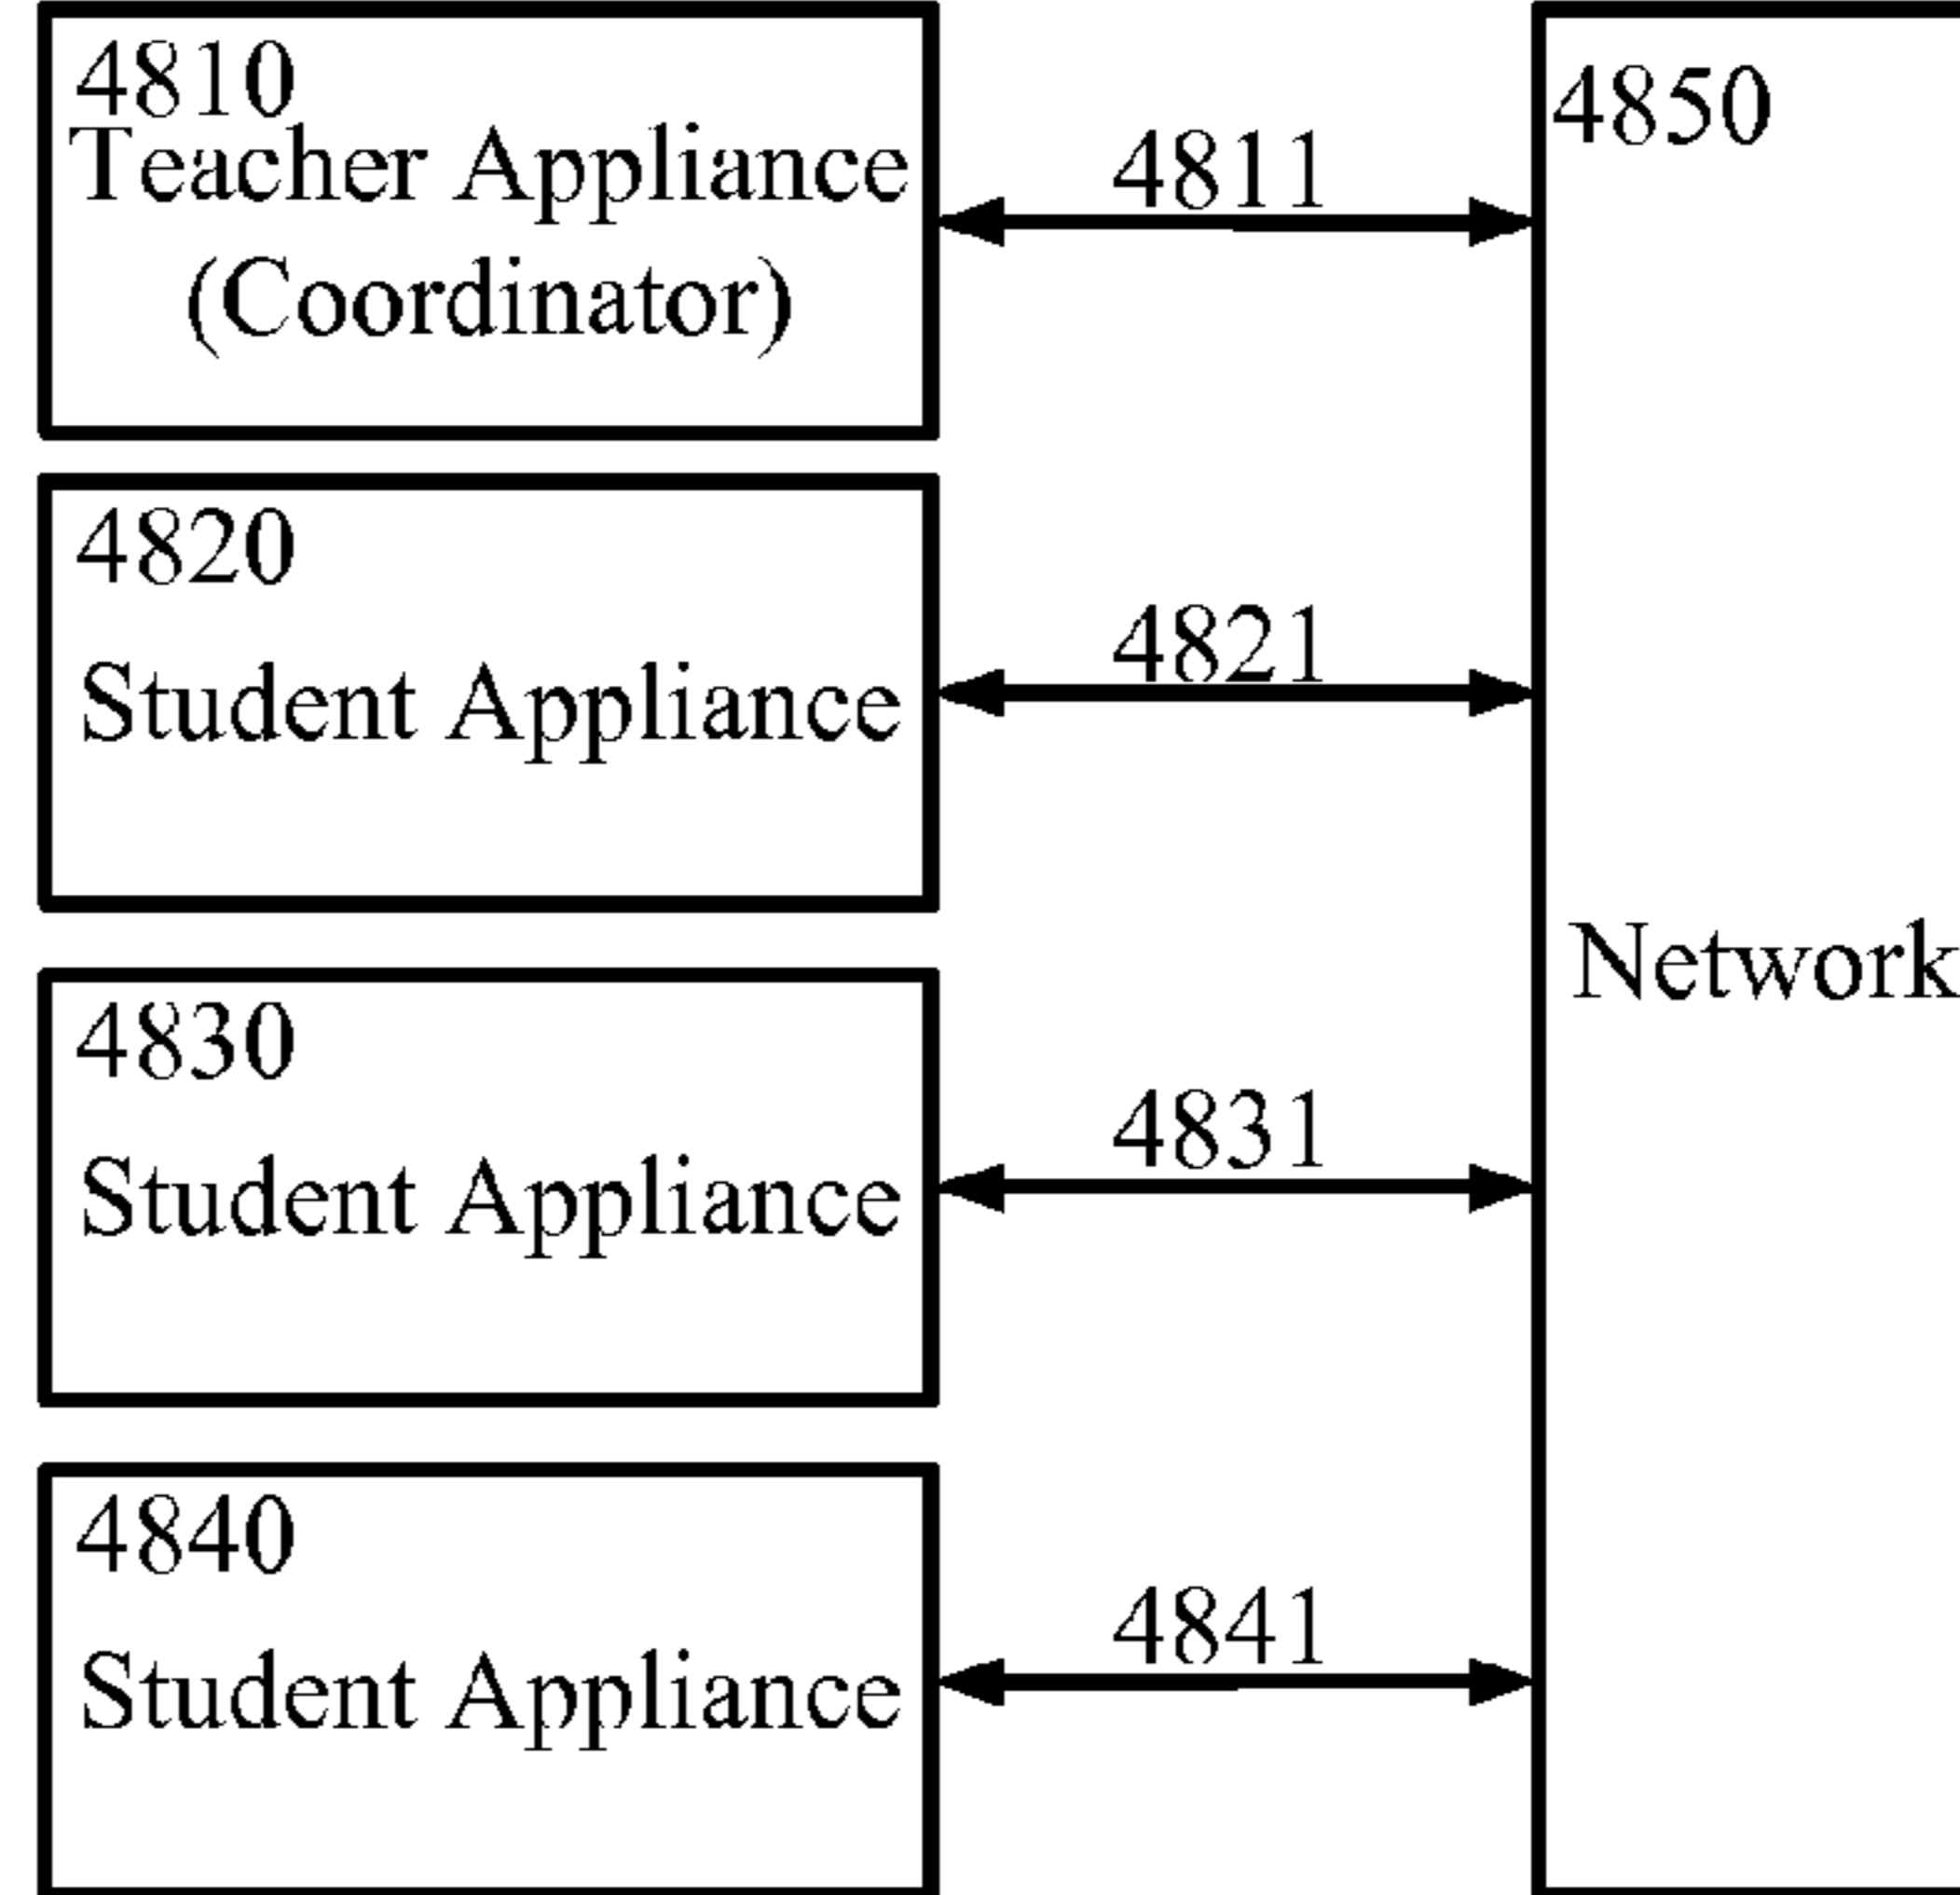 4810
Teacher Appliance
(Coordinator)
4811
4850
4820
Student Appliance
4821
Network
4830
Student Appliance
4831
4840
Student Appliance
4841